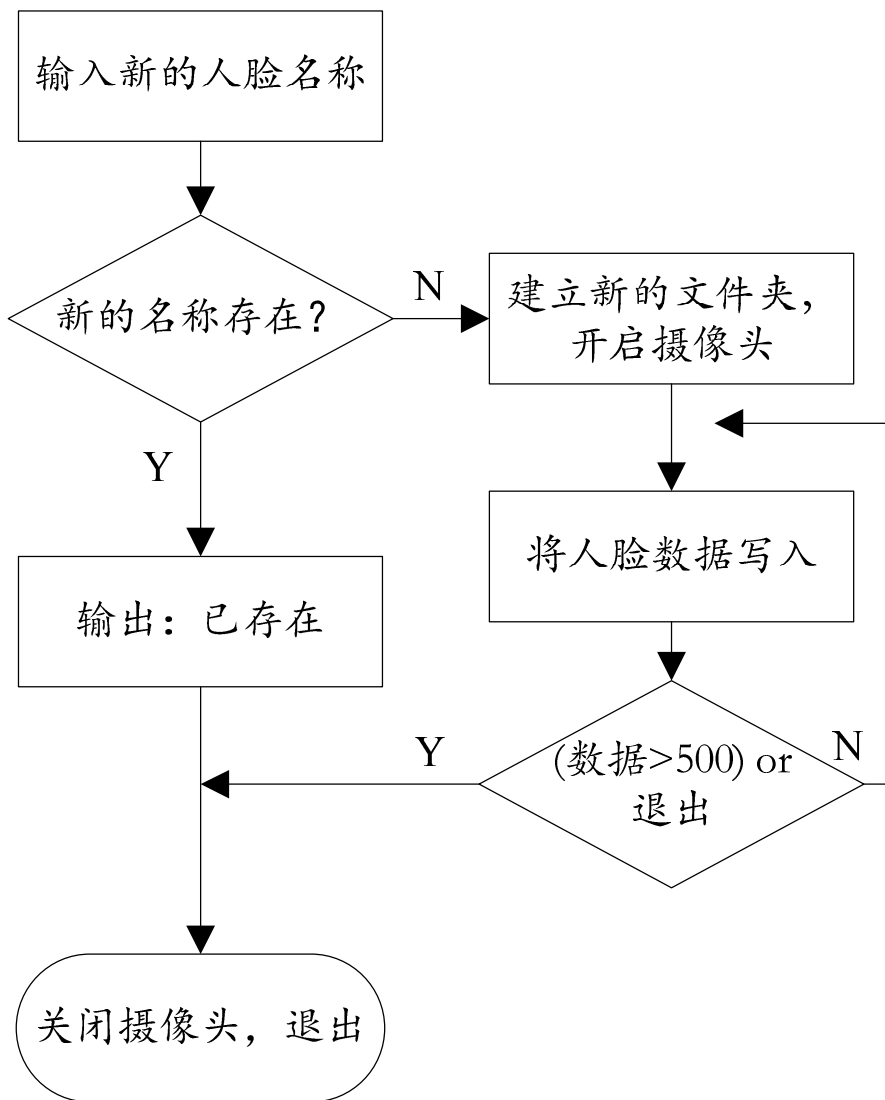 输入新的人脸名称
新的名称存在？
N
建立新的文件夹，
开启摄像头
Y
将人脸数据写入
输出：已存在
Y
(数据>500) or
退出
N
关闭摄像头，退出